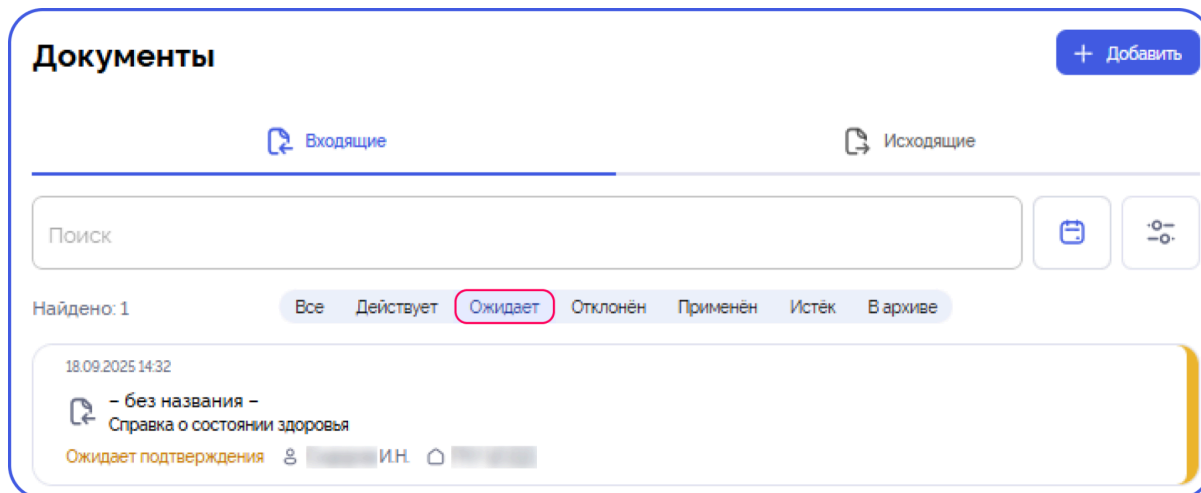 Документы
Добавить
Входящие
Исходящие
Поиск
Найдено: 1
Все Действует Ожидает Отклонён Применён Истёк В архиве
18.09.2025 14:32
– без названия –
Справка о состоянии здоровья
Ожидает подтверждения И.Н.